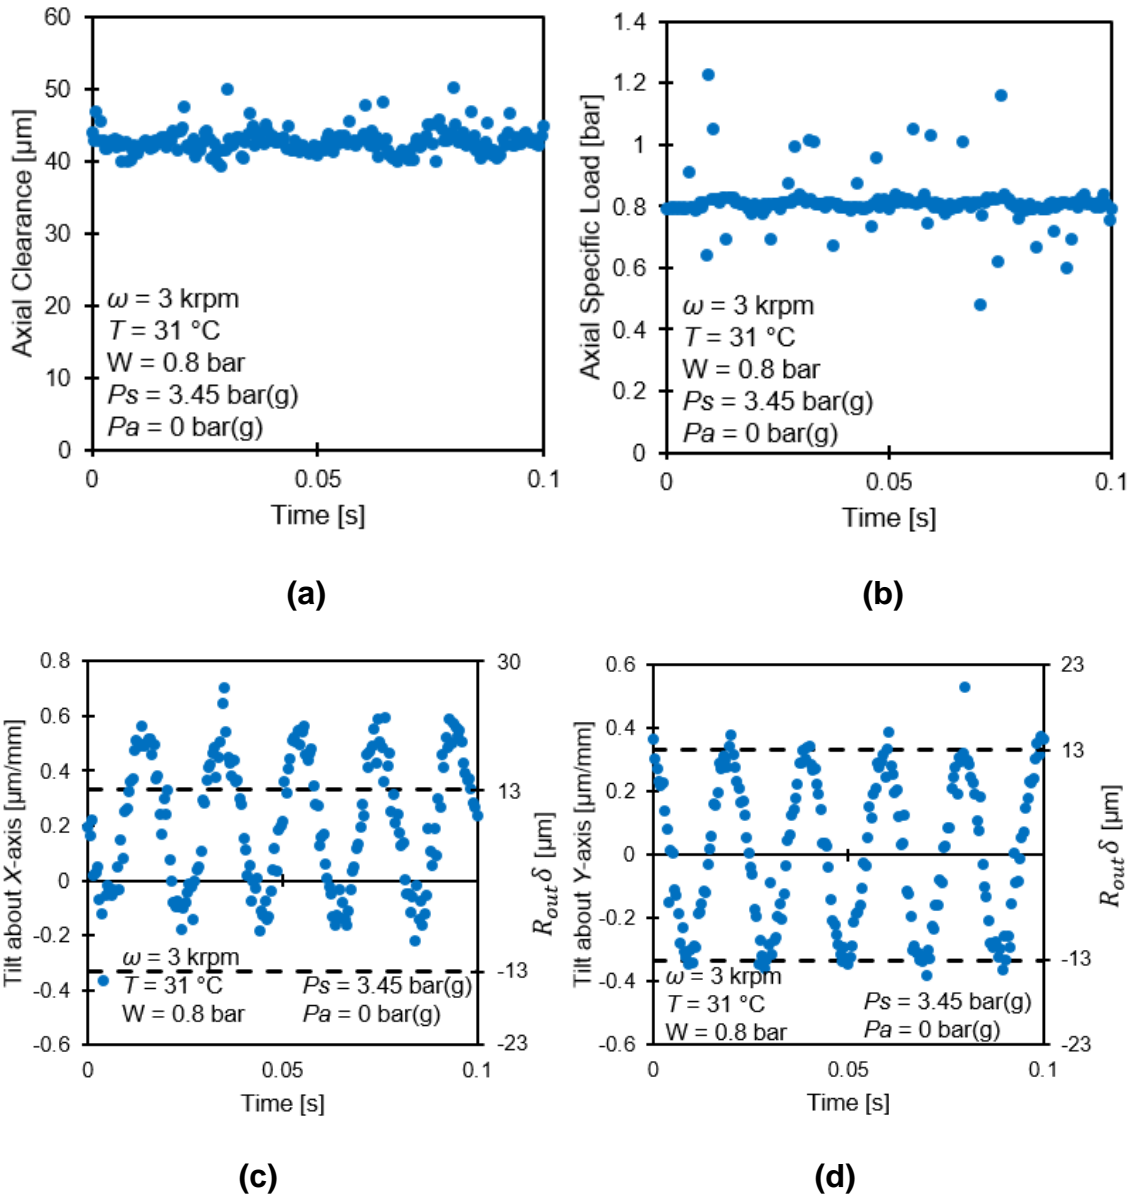 60
50
40
30
20
10
0
0
0.05
0.1
Axial Clearance [μm]
Time [s]
ω = 3 krpm
T = 31 °C
W = 0.8 bar
Ps = 3.45 bar(g)
Pa = 0 bar(g)
(a)
1.4
1.2
1
0.8
0.6
0.4
0.2
0
0
0.05
0.1
Axial Specific Load [bar]
Time [s]
ω = 3 krpm
T = 31 °C
W = 0.8 bar
Ps = 3.45 bar(g)
Pa = 0 bar(g)
(b)
0.8
0.6
0.4
0.2
0
-0.2
-0.4
-0.6
30
13
-13
-23
0
0.05
0.1
Tilt about X-axis [μm/mm]
R_out δ [μm]
Time [s]
ω = 3 krpm
T = 31 °C
W = 0.8 bar
Ps = 3.45 bar(g)
Pa = 0 bar(g)
(c)
0.6
0.4
0.2
0
-0.2
-0.4
-0.6
23
13
-13
-23
0
0.05
0.1
Tilt about Y-axis [μm/mm]
R_out δ [μm]
Time [s]
ω = 3 krpm
T = 31 °C
W = 0.8 bar
Ps = 3.45 bar(g)
Pa = 0 bar(g)
(d)